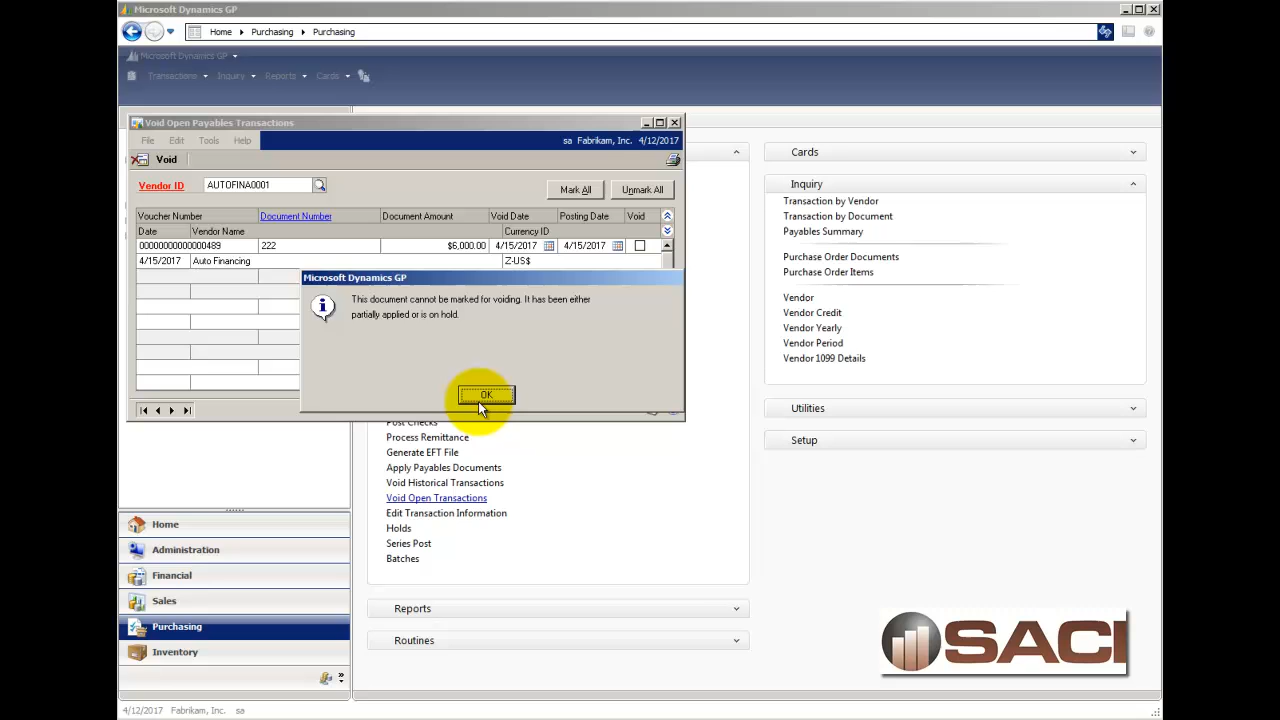 Microsoft Dynamics GP
Home Purchasing Purchasing
Microsoft Dynamics GP
Transactions Inquiry Reports Cards
Void Open Payables Transactions
File Edit Tools Help sa Fabrikam, Inc. 4/12/2017
Void
Vendor ID AUTOFINA0001 Mark All Unmark All
Voucher Number Document Number Document Amount Void Date Posting Date Void
Date Vendor Name Currency ID
00000000000000489 222 $6,000.00 4/15/2017 4/15/2017
4/15/2017 Auto Financing Z-US$
Microsoft Dynamics GP
This document cannot be marked for voiding. It has been either
partially applied or is on hold.
OK
Post Checks
Process Remittance
Generate EFT File
Apply Payables Documents
Void Historical Transactions
Void Open Transactions
Edit Transaction Information
Holds
Series Post
Batches
Reports
Routines
Cards
Inquiry
Transaction by Vendor
Transaction by Document
Payables Summary
Purchase Order Documents
Purchase Order Items
Vendor
Vendor Credit
Vendor Yearly
Vendor Period
Vendor 1099 Details
Utilities
Setup
Home
Administration
Financial
Sales
Purchasing
Inventory
SACI
4/12/2017 Fabrikam, Inc. sa